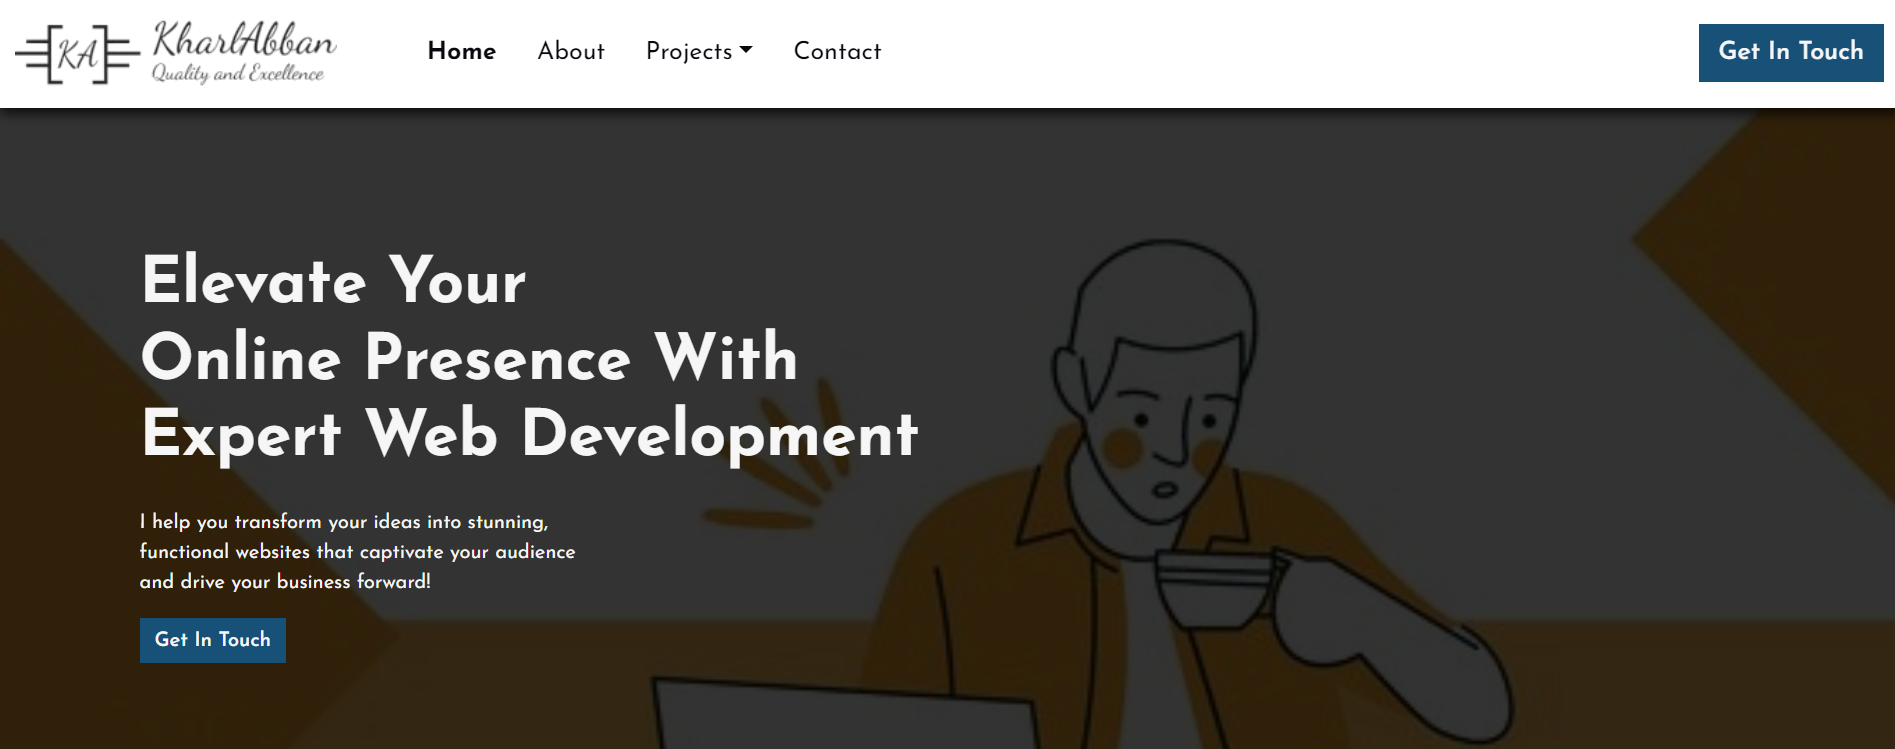 KA
KharlAbban
Quality and Excellence
Home About Projects Contact
Get In Touch
Elevate Your
Online Presence With
Expert Web Development
I help you transform your ideas into stunning,
functional websites that captivate your audience
and drive your business forward!
Get In Touch